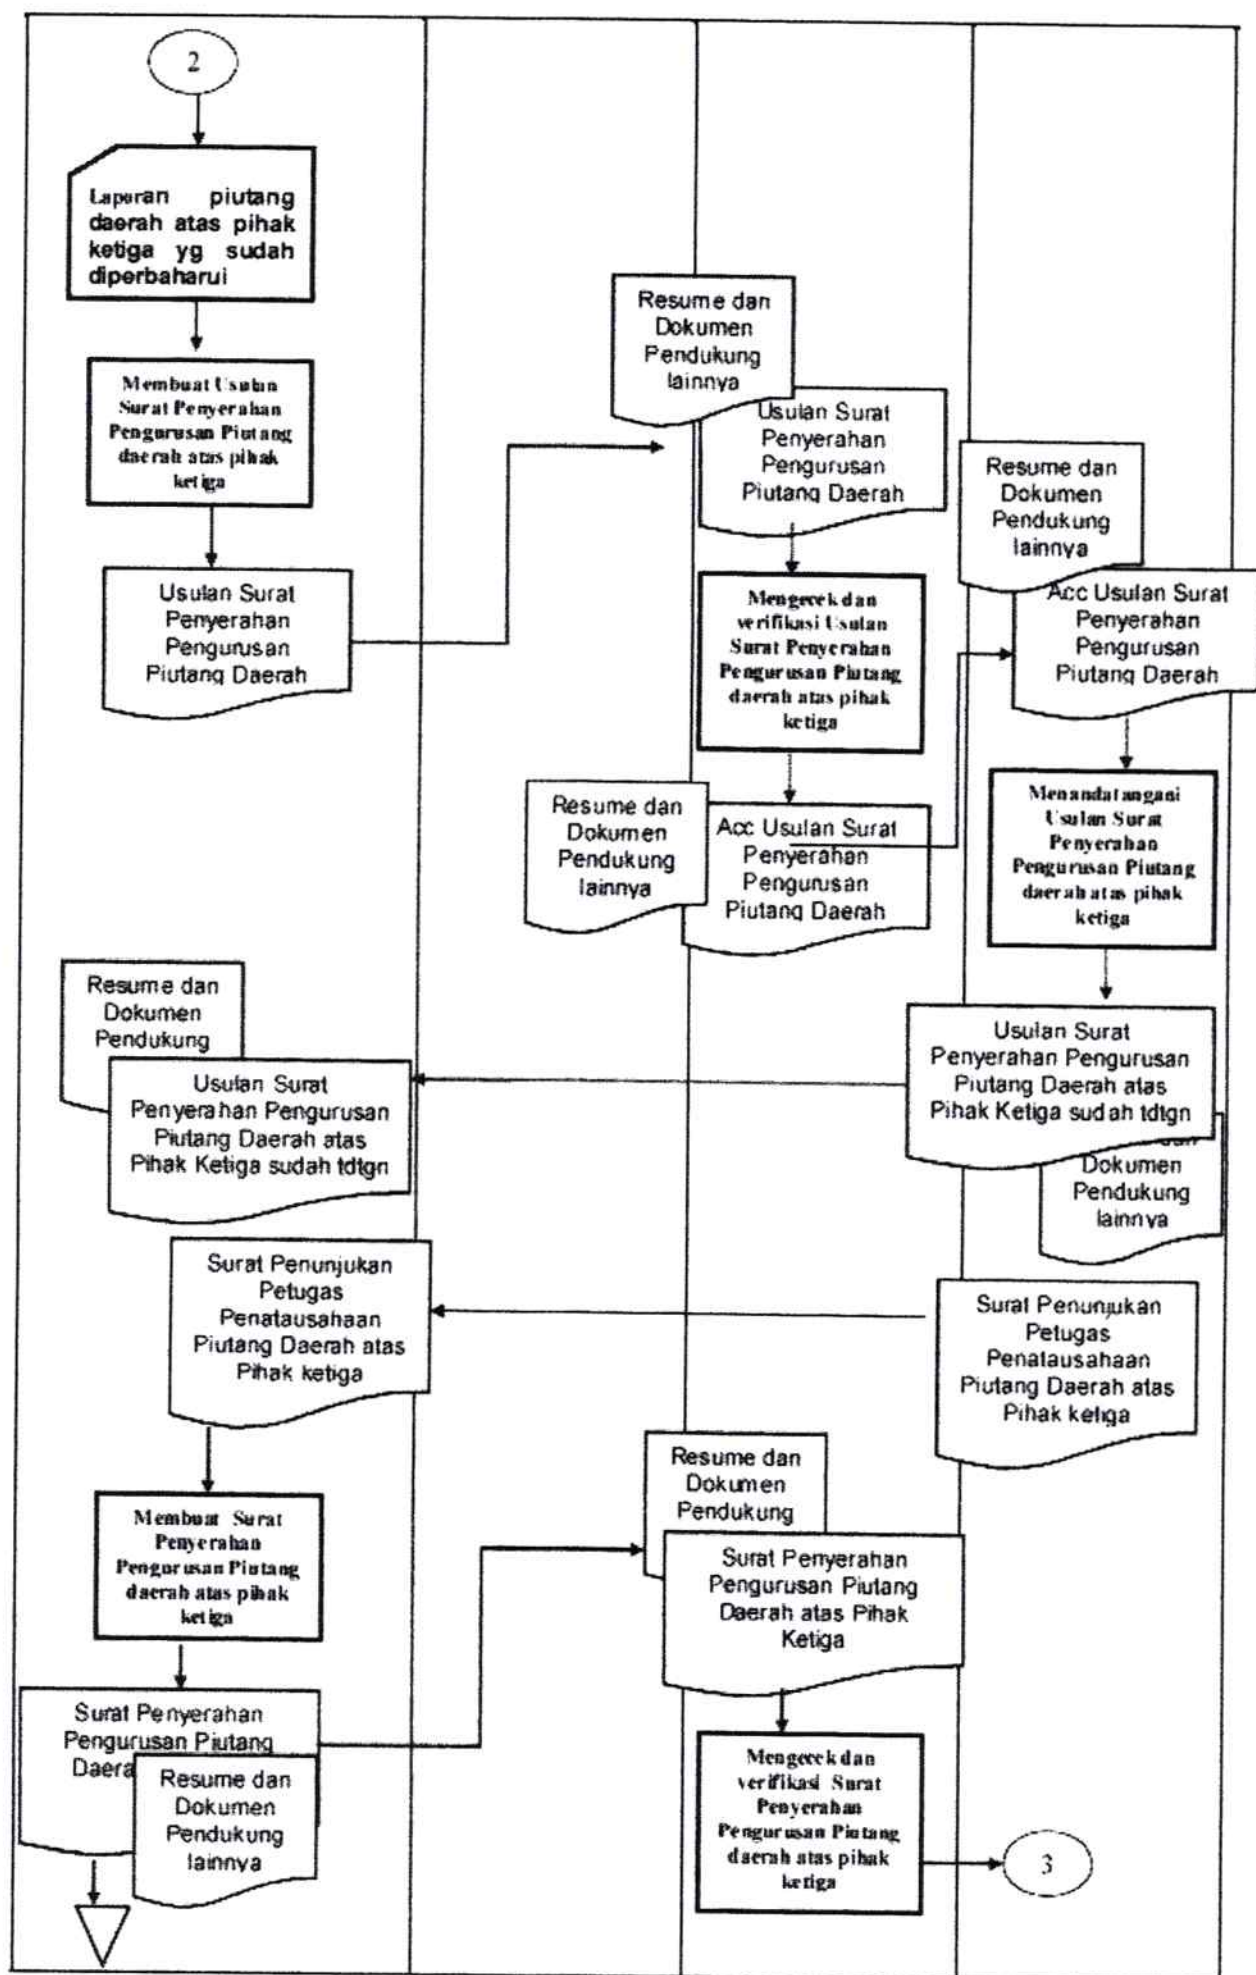 2
Laporan piutang
daerah atas pihak
ketiga yg sudah
diperbaharui
Membuat Usulan
Surat Penyerahan
Pengurusan Piutang
daerah atas pihak
ketiga
Usulan Surat
Penyerahan
Pengurusan
Piutang Daerah
Resume dan
Dokumen
Pendukung
lainnya
Usulan Surat
Penyerahan
Pengurusan
Piutang Daerah
Mengecek dan
verifikasi Usulan
Surat Penyerahan
Pengurusan Piutang
daerah atas pihak
ketiga
Resume dan
Dokumen
Pendukung
lainnya
Acc Usulan Surat
Penyerahan
Pengurusan
Piutang Daerah
Resume dan
Dokumen
Pendukung
lainnya
Acc Usulan Surat
Penyerahan
Pengurusan
Piutang Daerah
Menandatangani
Usulan Surat
Penyerahan
Pengurusan Piutang
daerah atas pihak
ketiga
Usulan Surat
Penyerahan Pengurusan
Piutang Daerah atas
Pihak Ketiga sudah tdtgn
Dokumen
Pendukung
lainnya
Resume dan
Dokumen
Pendukung
Usulan Surat
Penyerahan Pengurusan
Piutang Daerah atas
Pihak Ketiga sudah tdtgn
Surat Penunjukan
Petugas
Penatausahaan
Piutang Daerah atas
Pihak ketiga
Surat Penunjukan
Petugas
Penatausahaan
Piutang Daerah atas
Pihak ketiga
Membuat Surat
Penyerahan
Pengurusan Piutang
daerah atas pihak
ketiga
Surat Penyerahan
Pengurusan Piutang
Daera
Resume dan
Dokumen
Pendukung
lainnya
Resume dan
Dokumen
Pendukung
Surat Penyerahan
Pengurusan Piutang
Daerah atas Pihak
Ketiga
Mengecek dan
verifikasi Surat
Penyerahan
Pengurusan Piutang
daerah atas pihak
ketiga
3